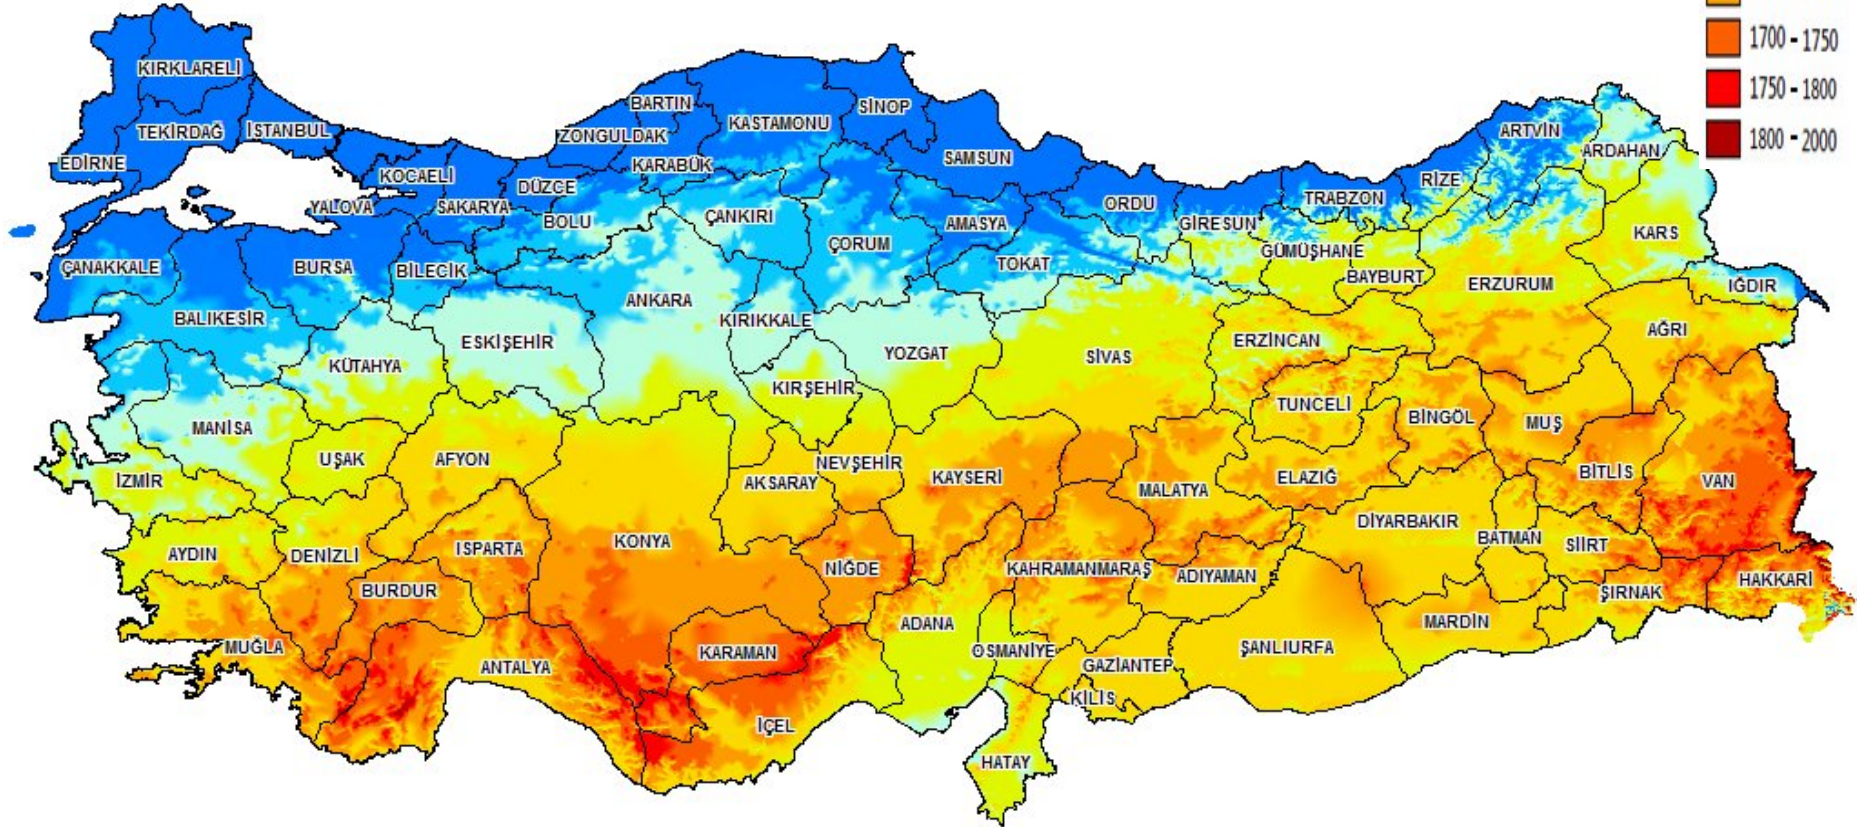 1700 - 1750
1750 - 1800
1800 - 2000
KIRKLARELİ
TEKİRDAĞ
İSTANBUL
EDİRNE
KOCAELİ
YALOVA
SAKARYA
DÜZCE
BOLU
ZONGULDAK
BARTIN
KARABÜK
KASTAMONU
SİNOP
SAMSUN
ÇANKIRI
ÇORUM
AMASYA
TOKAT
ORDU
GİRESUN
TRABZON
RİZE
ARTVİN
ARDAHAN
KARS
GÜMÜŞHANE
BAYBURT
ERZURUM
IĞDIR
AĞRI
ÇANAKKALE
BALIKESİR
BURSA
BİLECİK
KÜTAHYA
ESKİŞEHİR
ANKARA
KIRIKKALE
KIRŞEHİR
YOZGAT
SİVAS
ERZİNCAN
TUNCELİ
BİNGÖL
MUŞ
BİTLİS
VAN
MANİSA
İZMİR
UŞAK
AFYON
AKSARAY
NEVŞEHİR
KAYSERİ
MALATYA
ELAZIĞ
DİYARBAKIR
BATMAN
SİİRT
ŞIRNAK
HAKKARİ
AYDIN
DENİZLİ
ISPARTA
BURDUR
KONYA
NİĞDE
KAHRAMANMARAŞ
ADIYAMAN
MARDİN
MUĞLA
ANTALYA
KARAMAN
İÇEL
ADANA
OSMANİYE
GAZİANTEP
KİLİS
ŞANLIURFA
HATAY